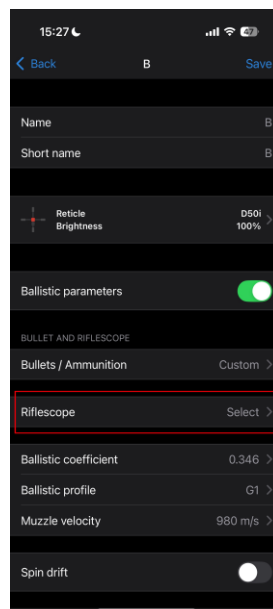 15:27
47
Back B Save
Name B
Short name B
Reticle D50i
Brightness 100%
Ballistic parameters
BULLET AND RIFLESCOPE
Bullets / Ammunition Custom
Riflescope Select
Ballistic coefficient 0.346
Ballistic profile G1
Muzzle velocity 980 m/s
Spin drift